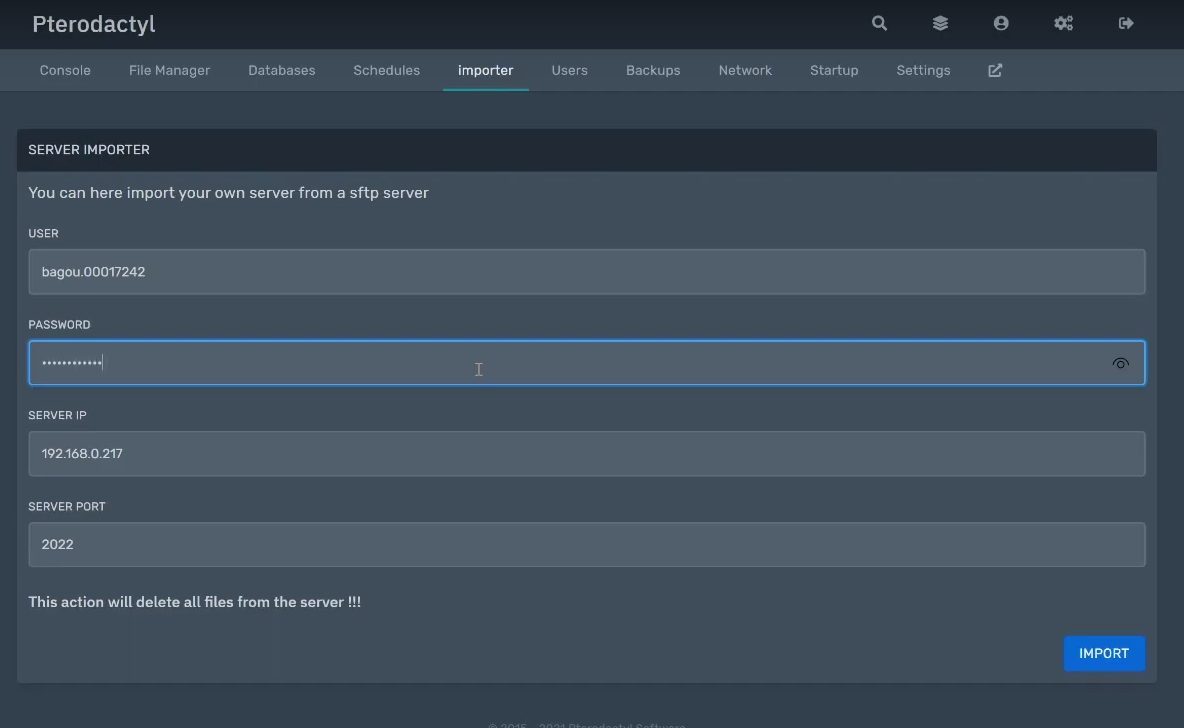 Pterodactyl
Console File Manager Databases Schedules importer Users Backups Network Startup Settings
SERVER IMPORTER
You can here import your own server from a sftp server
USER
bagou.00017242
PASSWORD
••••••••••••
SERVER IP
192.168.0.217
SERVER PORT
2022
This action will delete all files from the server !!!
IMPORT
© 2015 - 2021 Pterodactyl Software